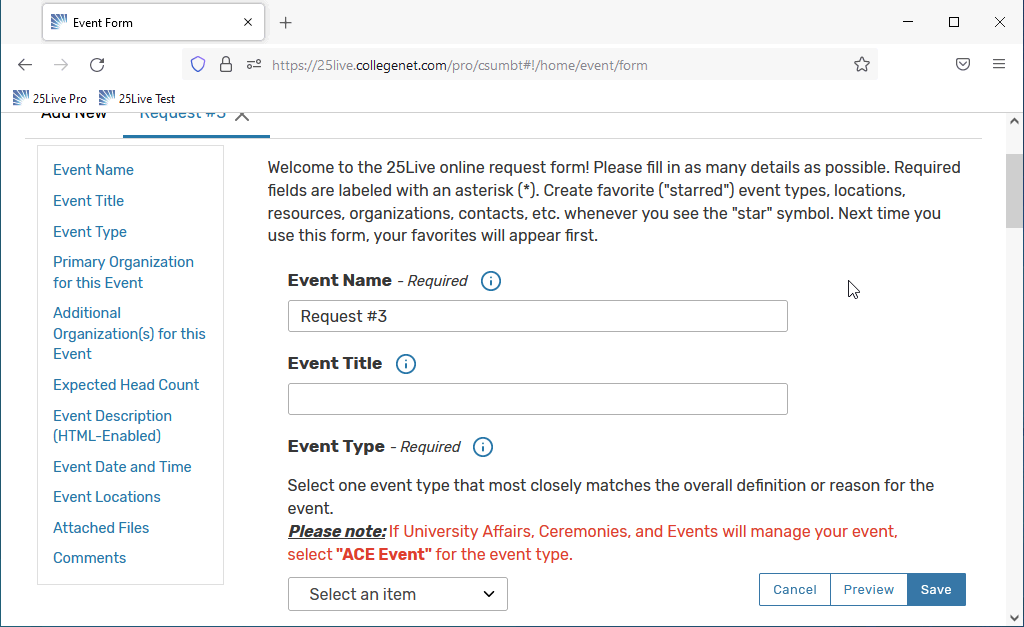 Event Form
https://25live.collegenet.com/pro/csumbt#!/home/event/form
25Live Pro
25Live Test
Add New
Request #3
Event Name
Event Title
Event Type
Primary Organization
for this Event
Additional
Organization(s) for this
Event
Expected Head Count
Event Description
(HTML-Enabled)
Event Date and Time
Event Locations
Attached Files
Comments
Welcome to the 25Live online request form! Please fill in as many details as possible. Required
fields are labeled with an asterisk (*). Create favorite ("starred") event types, locations,
resources, organizations, contacts, etc. whenever you see the "star" symbol. Next time you
use this form, your favorites will appear first.
Event Name - Required
Request #3
Event Title
Event Type - Required
Select one event type that most closely matches the overall definition or reason for the
event.
Please note: If University Affairs, Ceremonies, and Events will manage your event,
select "ACE Event" for the event type.
Select an item
Cancel
Preview
Save